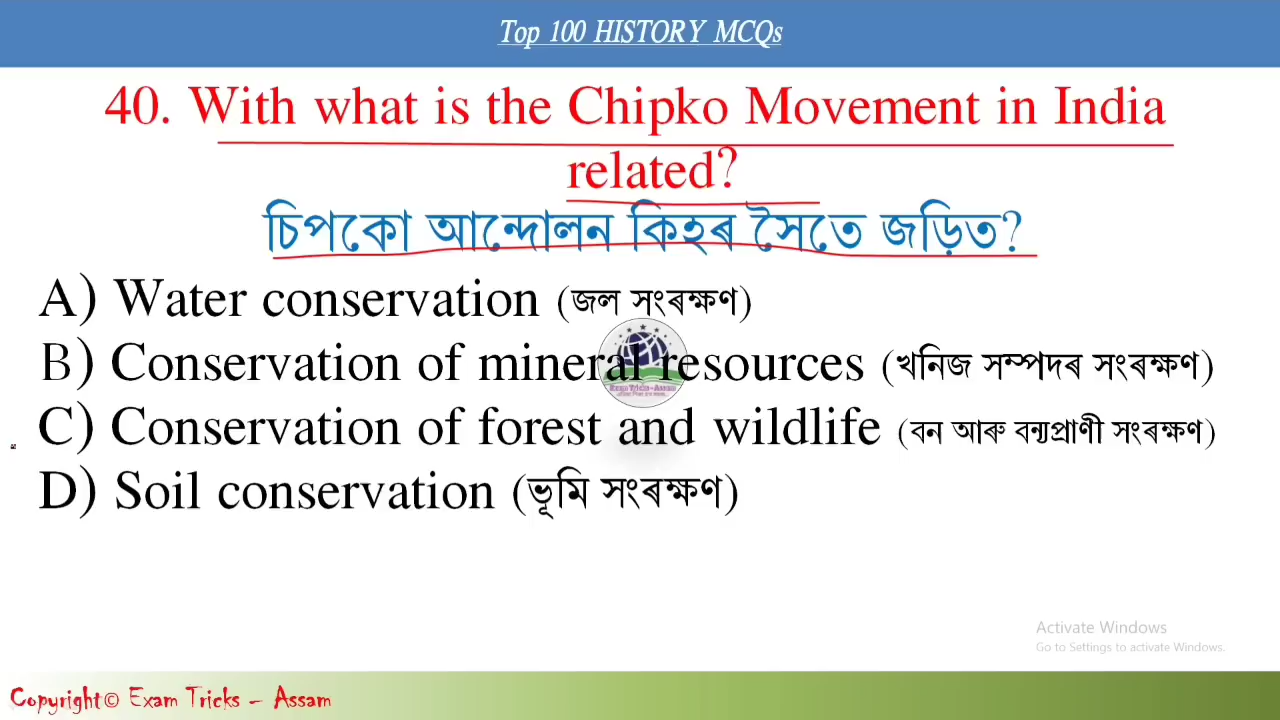 Top 100 HISTORY MCQs
40. With what is the Chipko Movement in India
related?
চিপকো আন্দোলন কিহৰ সৈতে জড়িত?
A) Water conservation (জল সংৰক্ষণ)
B) Conservation of mineral resources (খনিজ সম্পদৰ সংৰক্ষণ)
Exam Tricks - Assam
C) Conservation of forest and wildlife (বন আৰু বন্যপ্ৰাণী সংৰক্ষণ)
D) Soil conservation (ভূমি সংৰক্ষণ)
Activate Windows
Go to Settings to activate Windows.
Copyright© Exam Tricks - Assam